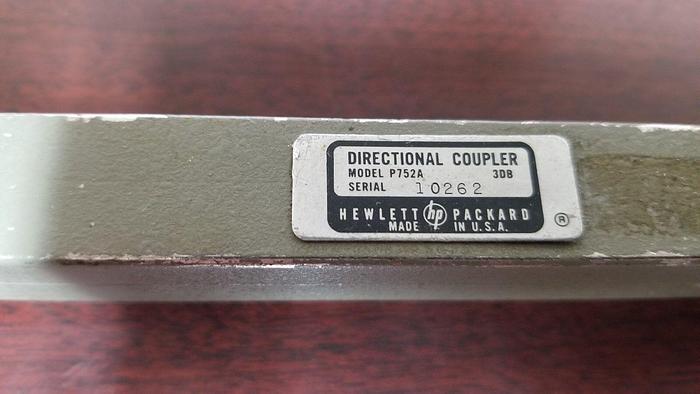 DIRECTIONAL COUPLER
MODEL P752A 3DB
SERIAL 10262
HEWLETT hp PACKARD
MADE IN U.S.A. ®